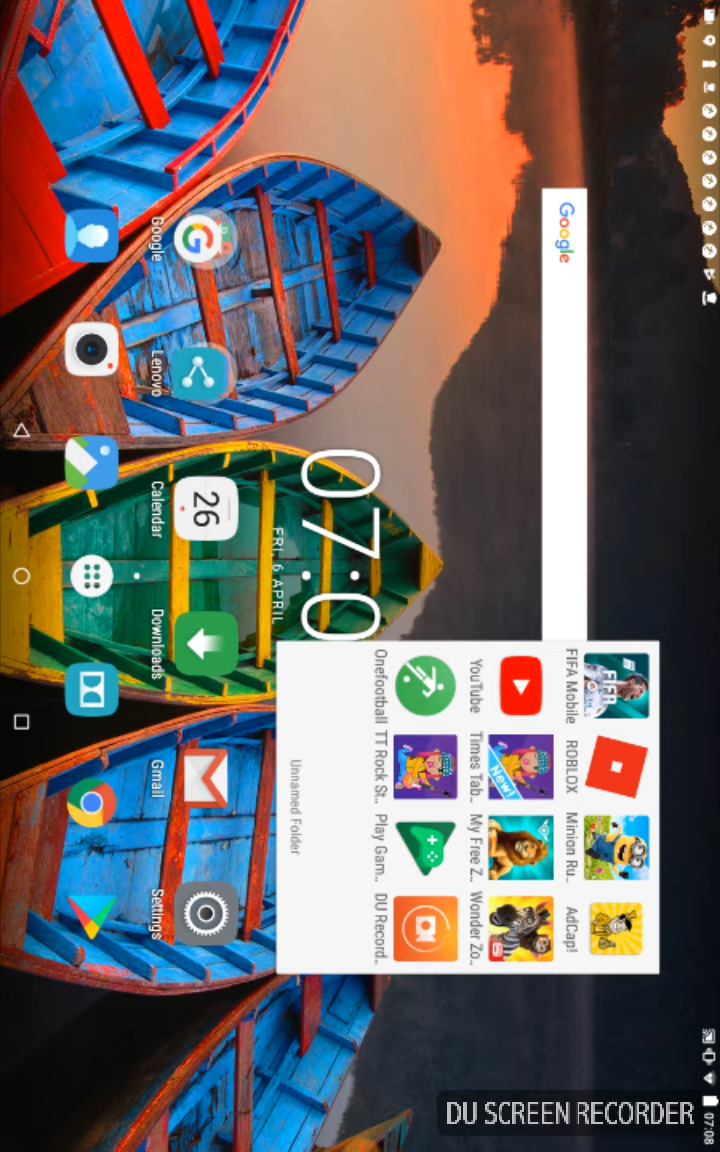 07:08
Google
FIFA Mobile
ROBLOX
Minion Ru..
AdCap!
YouTube
Times Tab..
My Free Z..
Wonder Zo..
Onefootball
TT Rock St..
Play Gam..
DU Record..
Unnamed Folder
FIFA
New!
07:0
FRI, 6 APRIL
26
Google
Lenovo
Calendar
Downloads
Gmail
Settings
DU SCREEN RECORDER